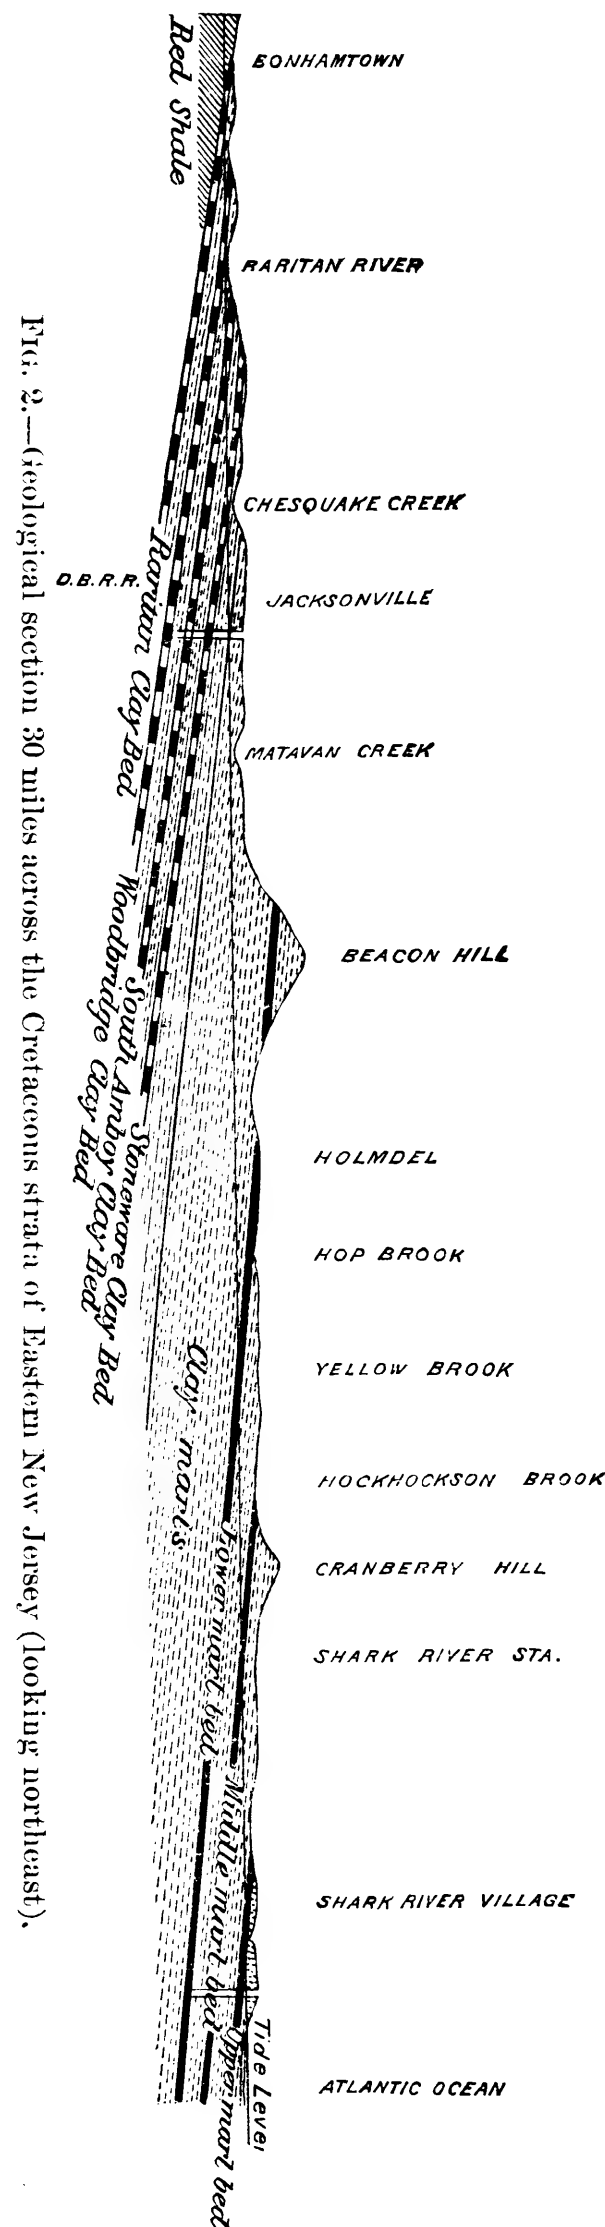 BONHAMTOWN
Red Shale
RARITAN RIVER
CHESQUAKE CREEK
D.B.R.R.
JACKSONVILLE
Raritan Clay Bed
MATAVAN CREEK
Woodbridge Clay Bed
South Amboy Clay Bed
Stoneware Clay Bed
BEACON HILL
HOLMDEL
HOP BROOK
YELLOW BROOK
Clay marls
HOCKHOCKSON BROOK
CRANBERRY HILL
Lower marl bed
SHARK RIVER STA.
Middle marl bed
SHARK RIVER VILLAGE
Upper marl bed
Tide Level
ATLANTIC OCEAN
FIG. 2.—Geological section 30 miles across the Cretaceous strata of Eastern New Jersey (looking northeast).